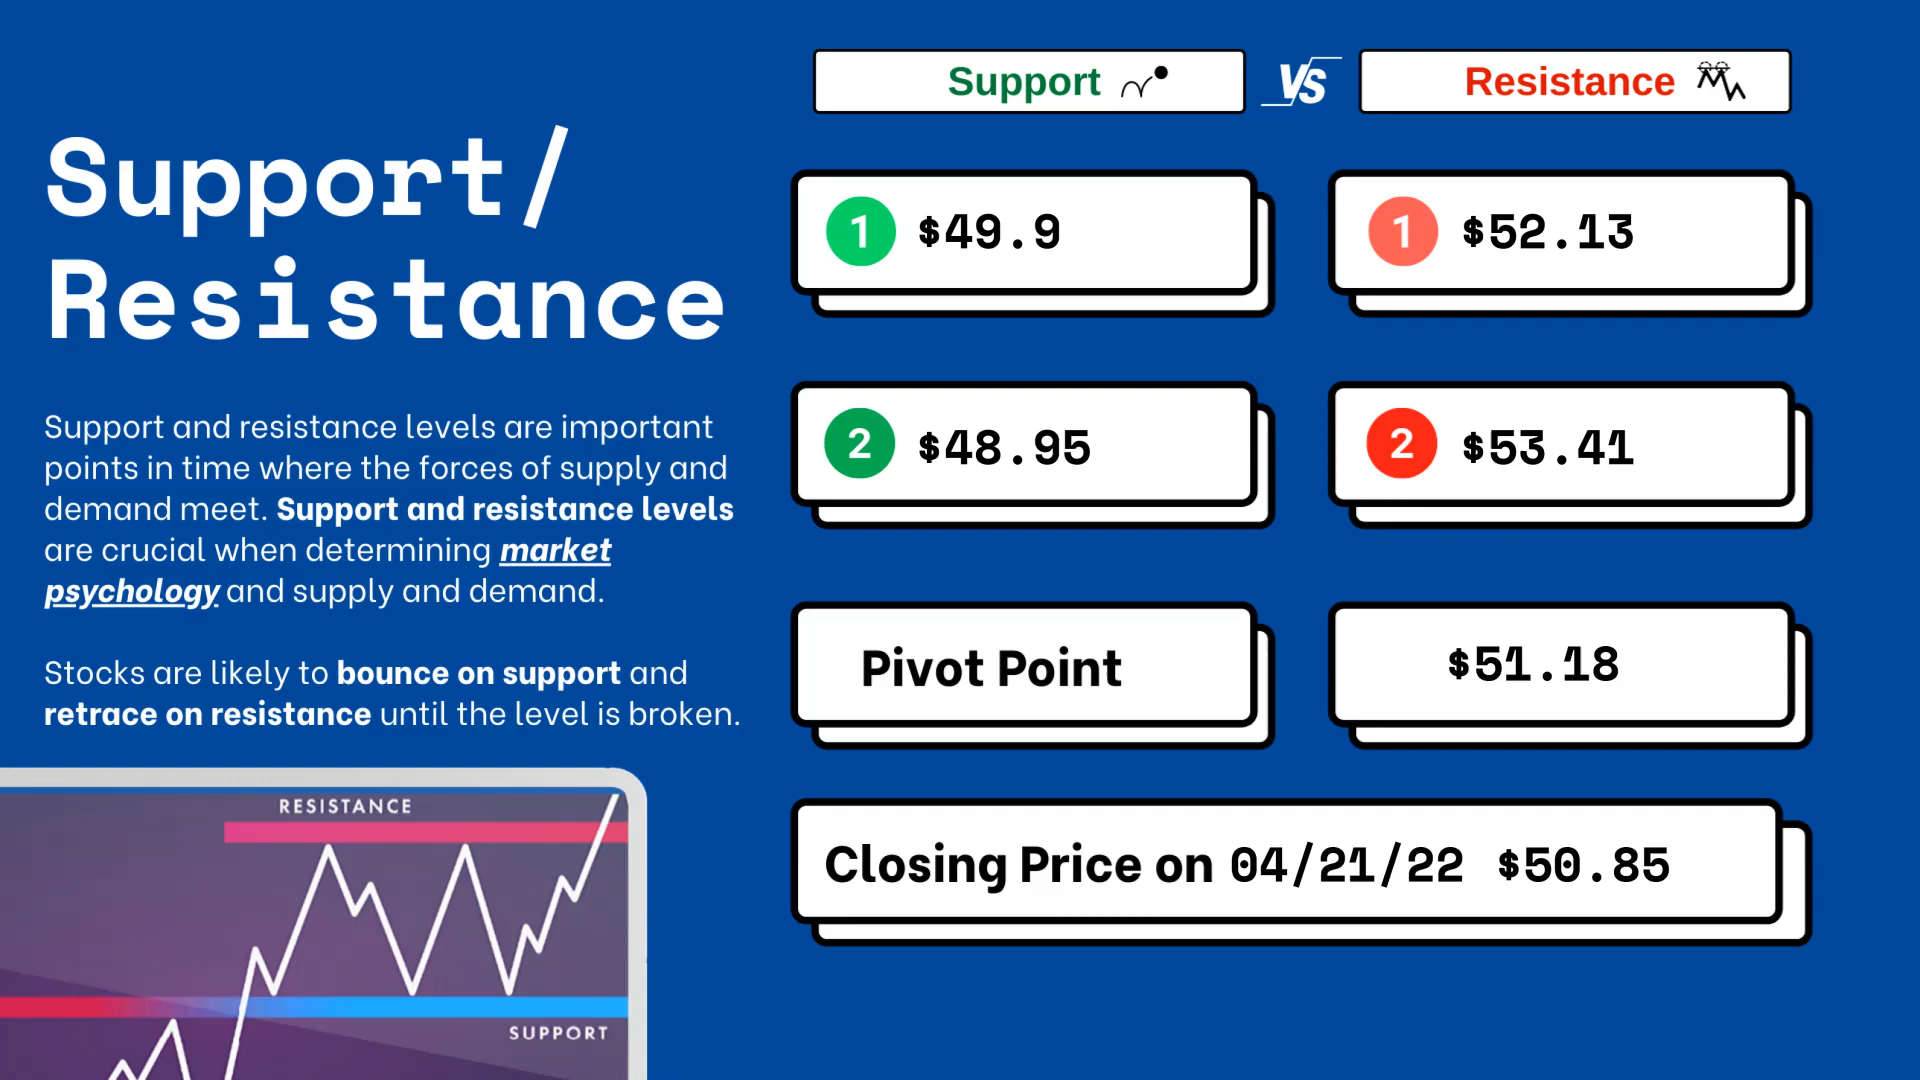 Support/
Resistance
Support and resistance levels are important
points in time where the forces of supply and
demand meet. Support and resistance levels
are crucial when determining market
psychology and supply and demand.
Stocks are likely to bounce on support and
retrace on resistance until the level is broken.
RESISTANCE
SUPPORT
Support VS Resistance
1 $49.9
1 $52.13
2 $48.95
2 $53.41
Pivot Point
$51.18
Closing Price on 04/21/22 $50.85